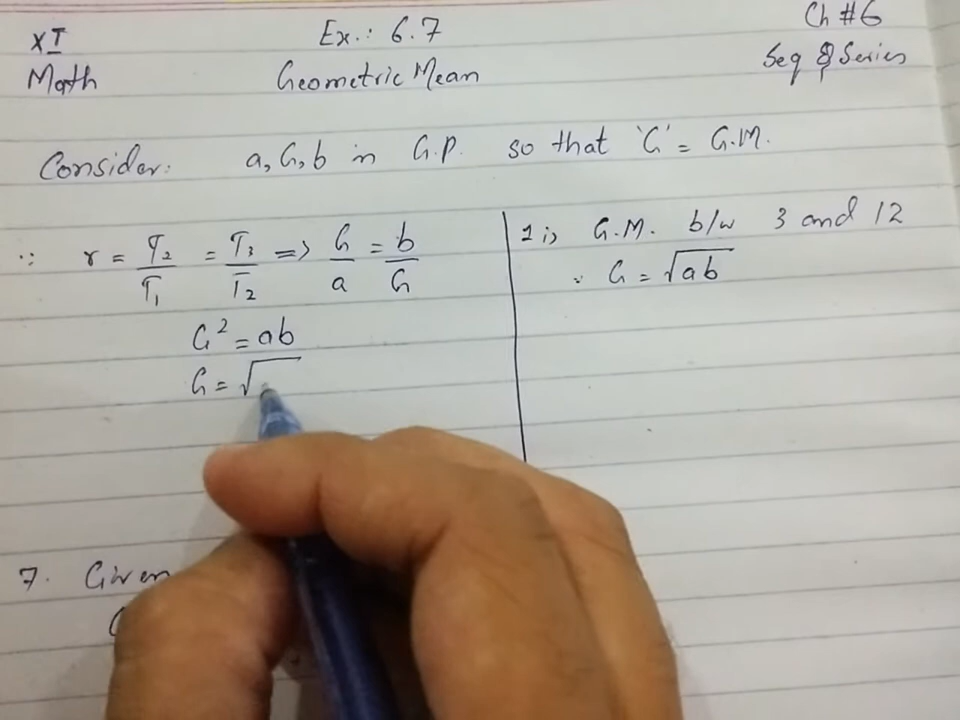 XI Ex.: 6.7 Ch #6
Math Geometric Mean Seq & Series
Consider: a, G, b in G.P. so that 'G' = G.M.
∵ r = T₂/T₁ = T₃/T₂ => G/a = b/G
G² = ab
G = √
1 is G.M. b/w 3 and 12
∵ G = √ab
7. Given